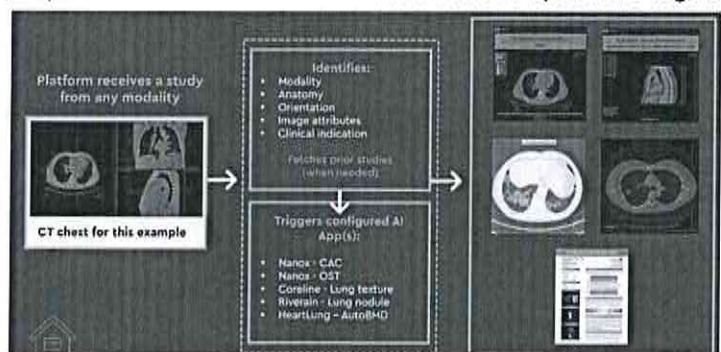 Platform receives a study
from any modality
CT chest for this example
Identifies:
• Modality
• Anatomy
• Orientation
• Image attributes
• Clinical indication
Fetches prior studies
(when needed)
Triggers configured AI
App(s):
• Nanox - CAC
• Nanox - OST
• Coreline - Lung texture
• Riverain - Lung nodule
• HeartLung – AutoBMD